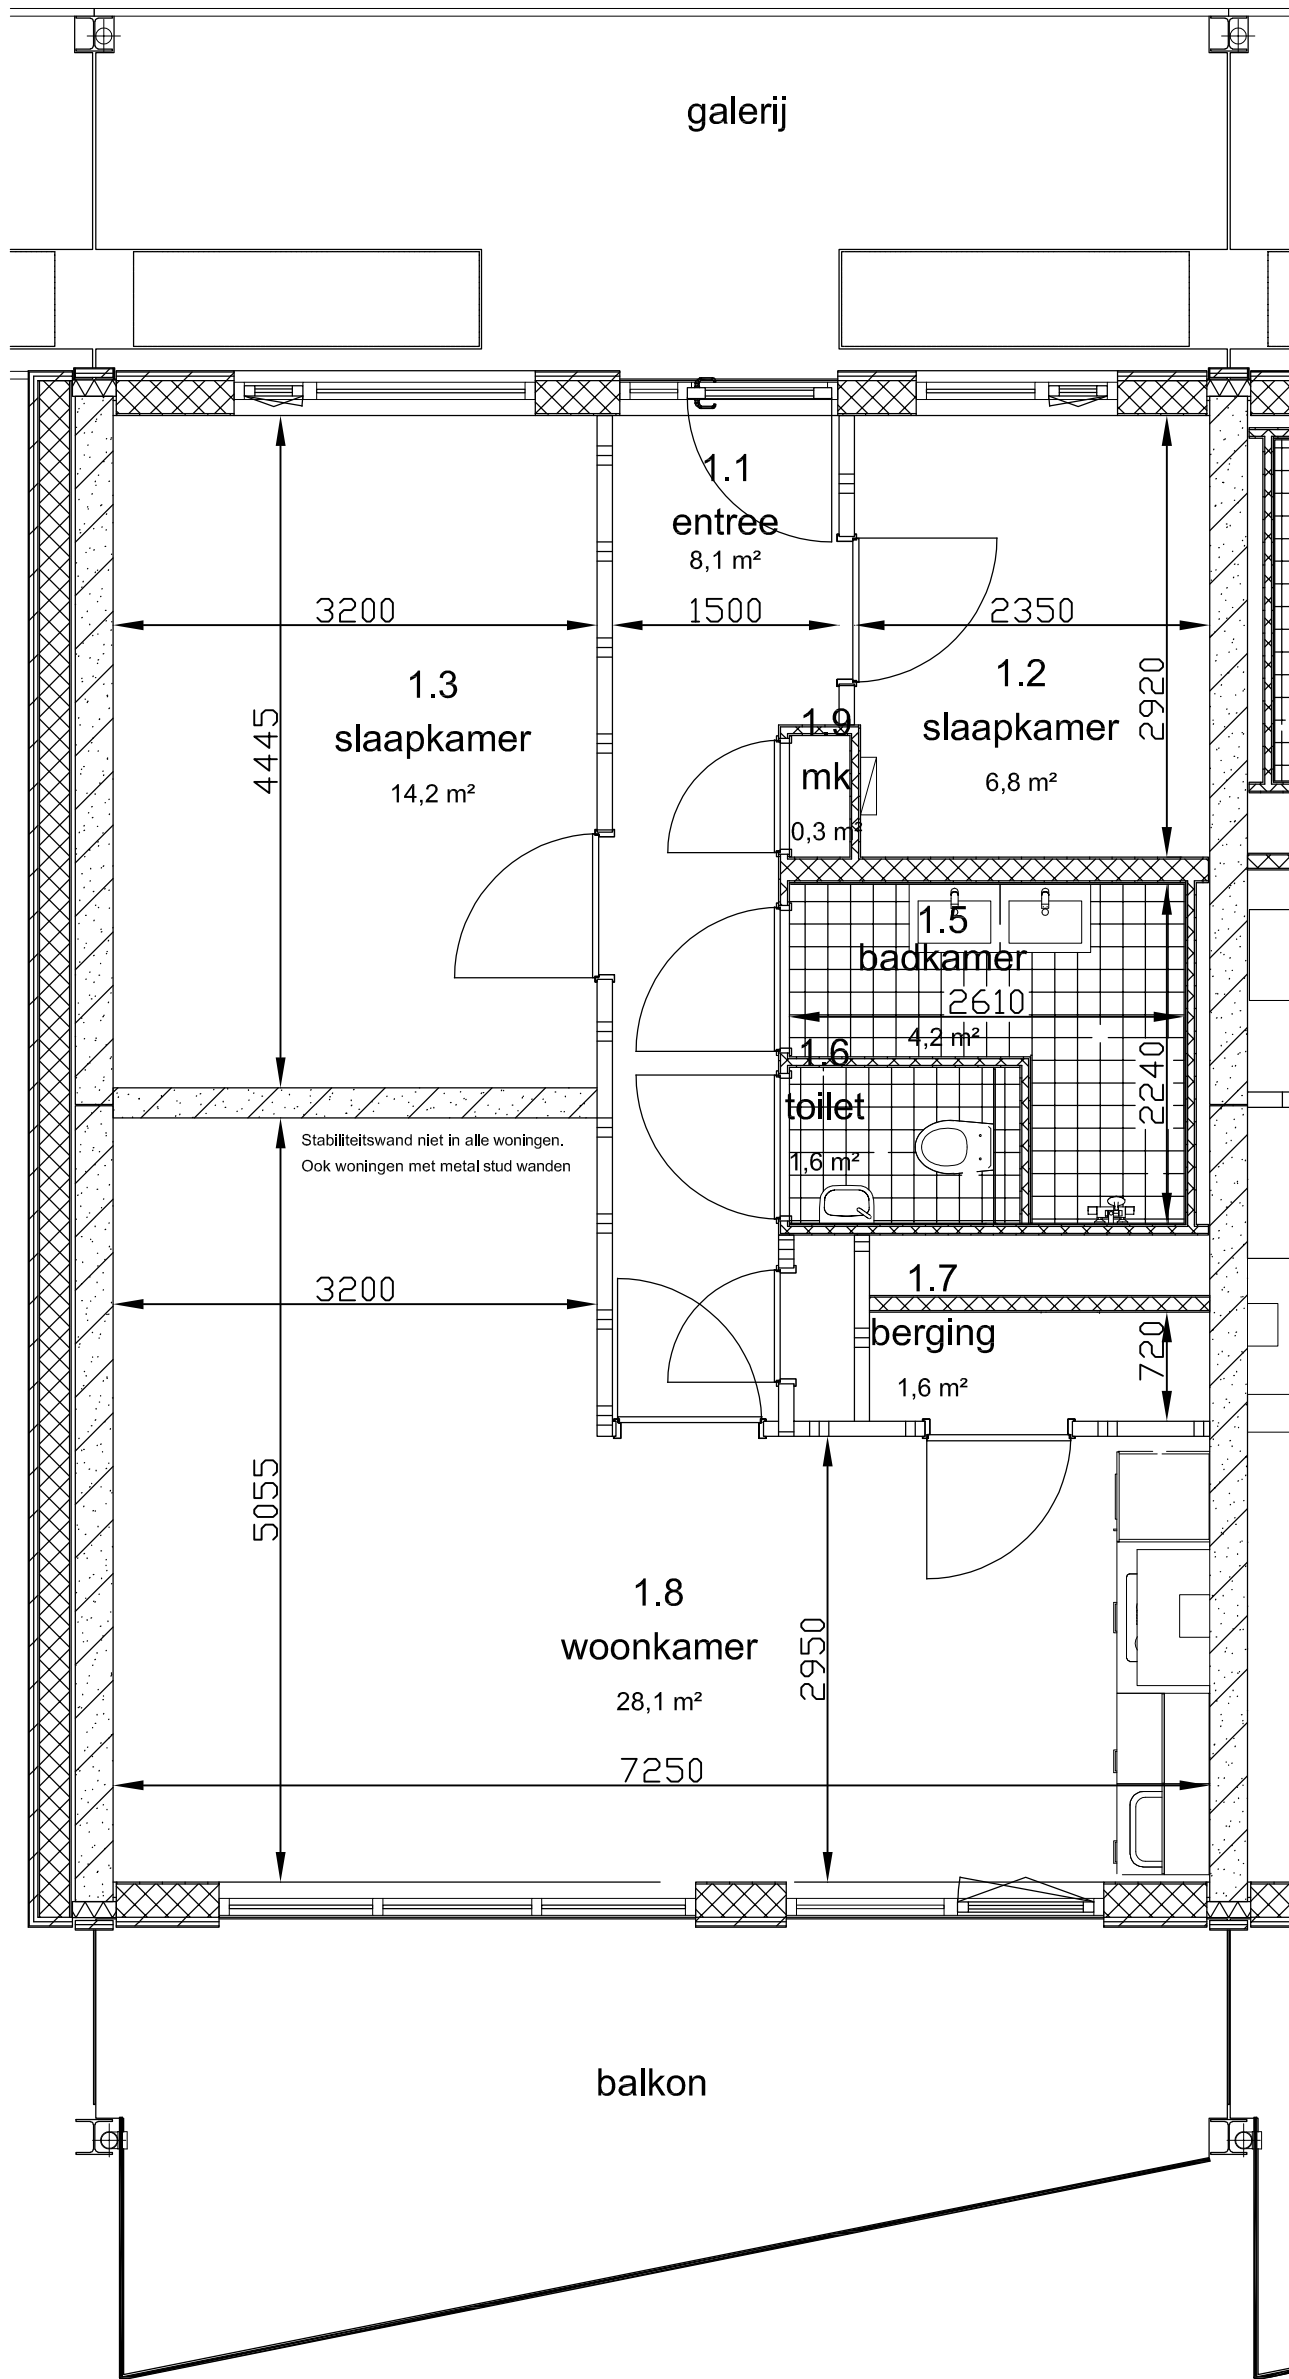 galerij
1.1
entree
8,1 m²
3200
1500
2350
1.3
slaapkamer
14,2 m²
4445
1.2
slaapkamer
6,8 m²
2920
1.9
mk
0,3 m²
1.5
badkamer
2610
4,2 m²
2240
1.6
toilet
1,6 m²
Stabiliteitswand niet in alle woningen.
Ook woningen met metal stud wanden
3200
1.7
berging
1,6 m²
720
5055
1.8
woonkamer
28,1 m²
2950
7250
balkon